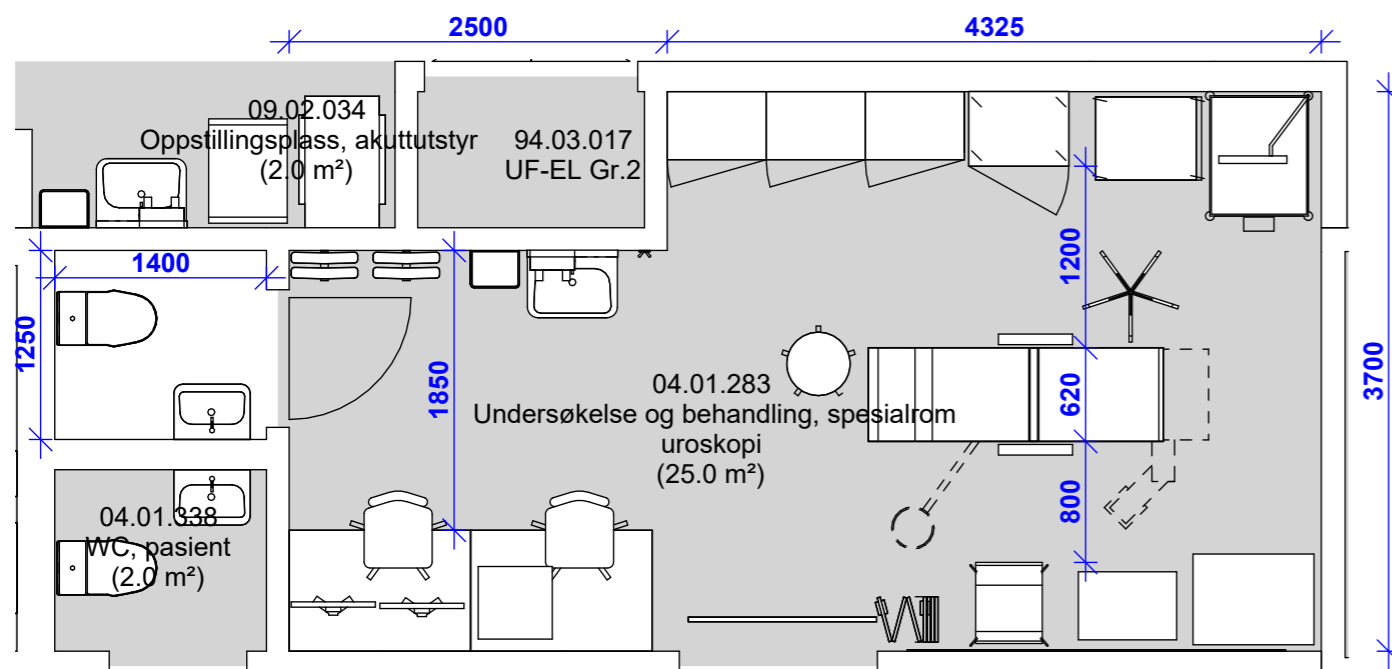 2500
4325
09.02.034
Oppstillingsplass, akuttutstyr
(2.0 m²)
94.03.017
UF-EL Gr.2
1400
1250
1850
1200
620
800
3700
04.01.283
Undersøkelse og behandling, spesialrom
uroskopi
(25.0 m²)
04.01.338
WC, pasient
(2.0 m²)